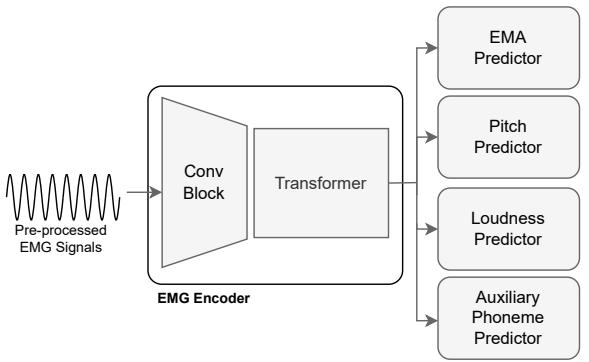 Pre-processed
EMG Signals
Conv
Block
Transformer
EMG Encoder
EMA
Predictor
Pitch
Predictor
Loudness
Predictor
Auxiliary
Phoneme
Predictor